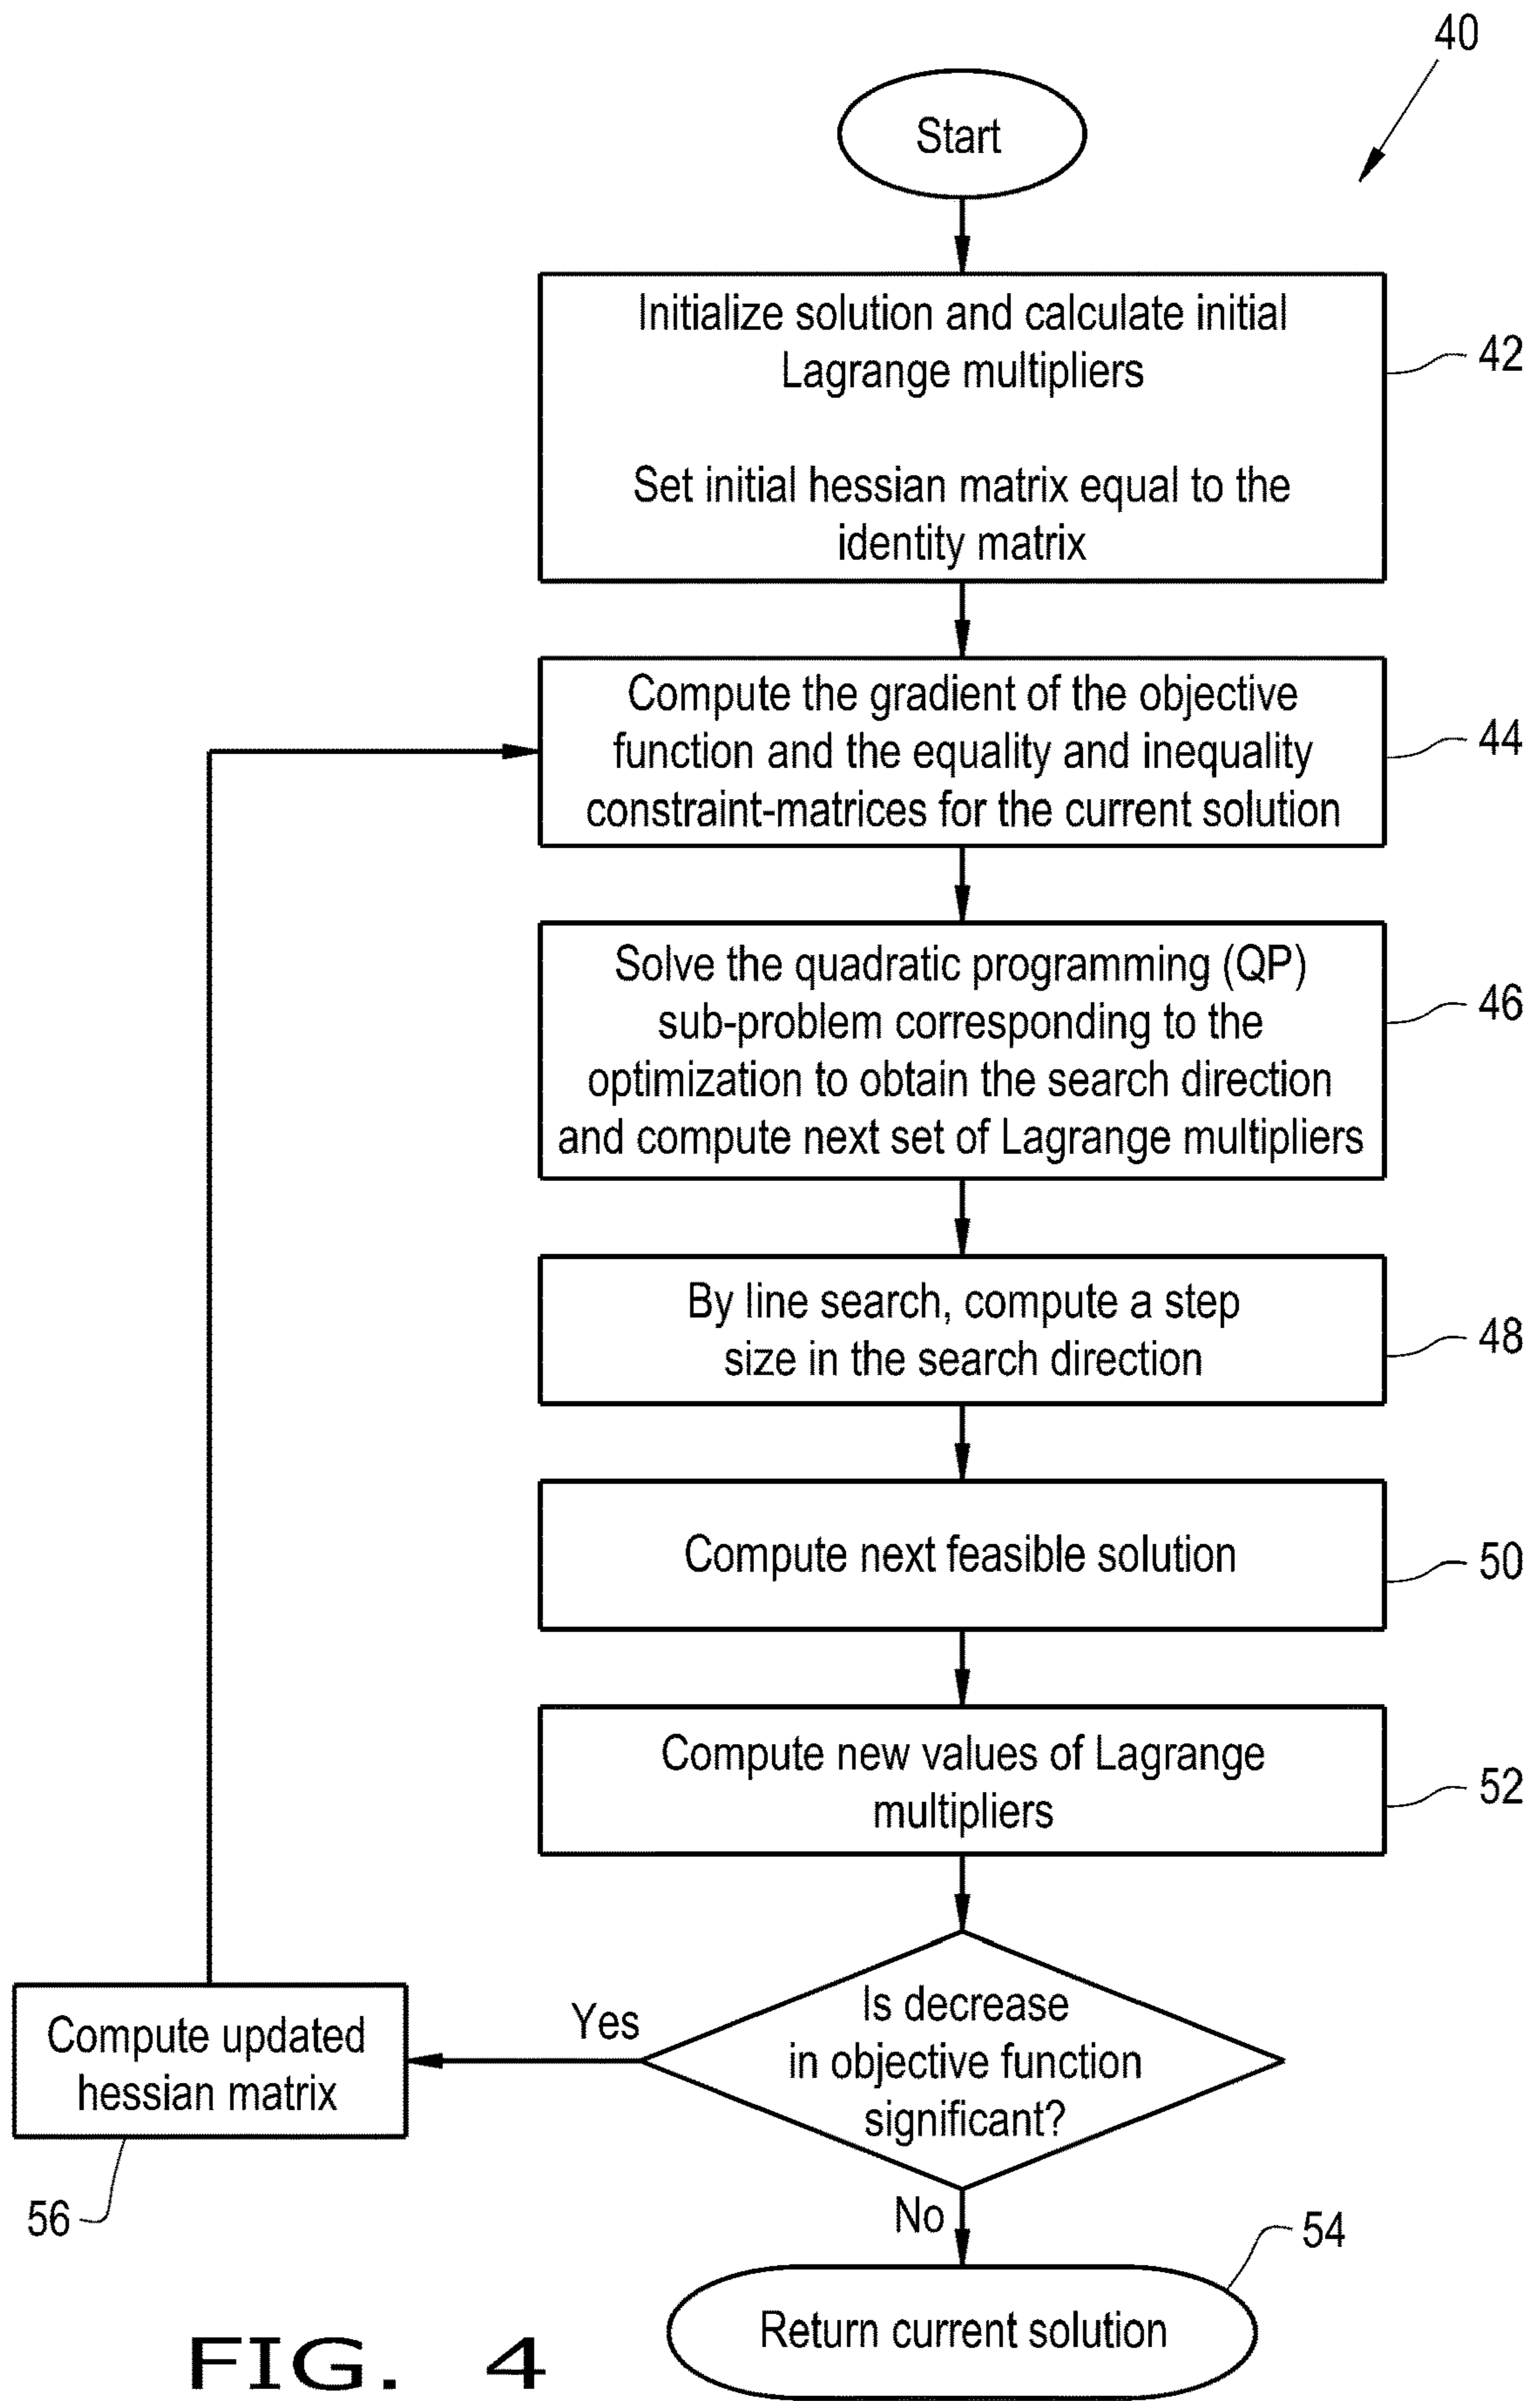 40
Start
Initialize solution and calculate initial
Lagrange multipliers
Set initial hessian matrix equal to the
identity matrix
42
Compute the gradient of the objective
function and the equality and inequality
constraint-matrices for the current solution
44
Solve the quadratic programming (QP)
sub-problem corresponding to the
optimization to obtain the search direction
and compute next set of Lagrange multipliers
46
By line search, compute a step
size in the search direction
48
Compute next feasible solution
50
Compute new values of Lagrange
multipliers
52
Is decrease
in objective function
significant?
Yes
Compute updated
hessian matrix
56
No
54
Return current solution
FIG. 4